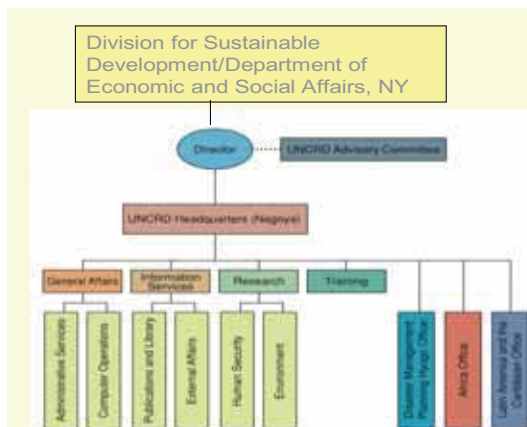 Division for Sustainable
Development/Department of
Economic and Social Affairs, NY
Director
UNCRD Advisory Committee
UNCRD Headquarters (Nagoya)
General Affairs
Information
Services
Research
Training
Administrative Services
Computer Operations
Publications and Library
External Affairs
Human Security
Environment
Disaster Management
Planning Hyogo Office
Africa Office
Latin America and the
Caribbean Office